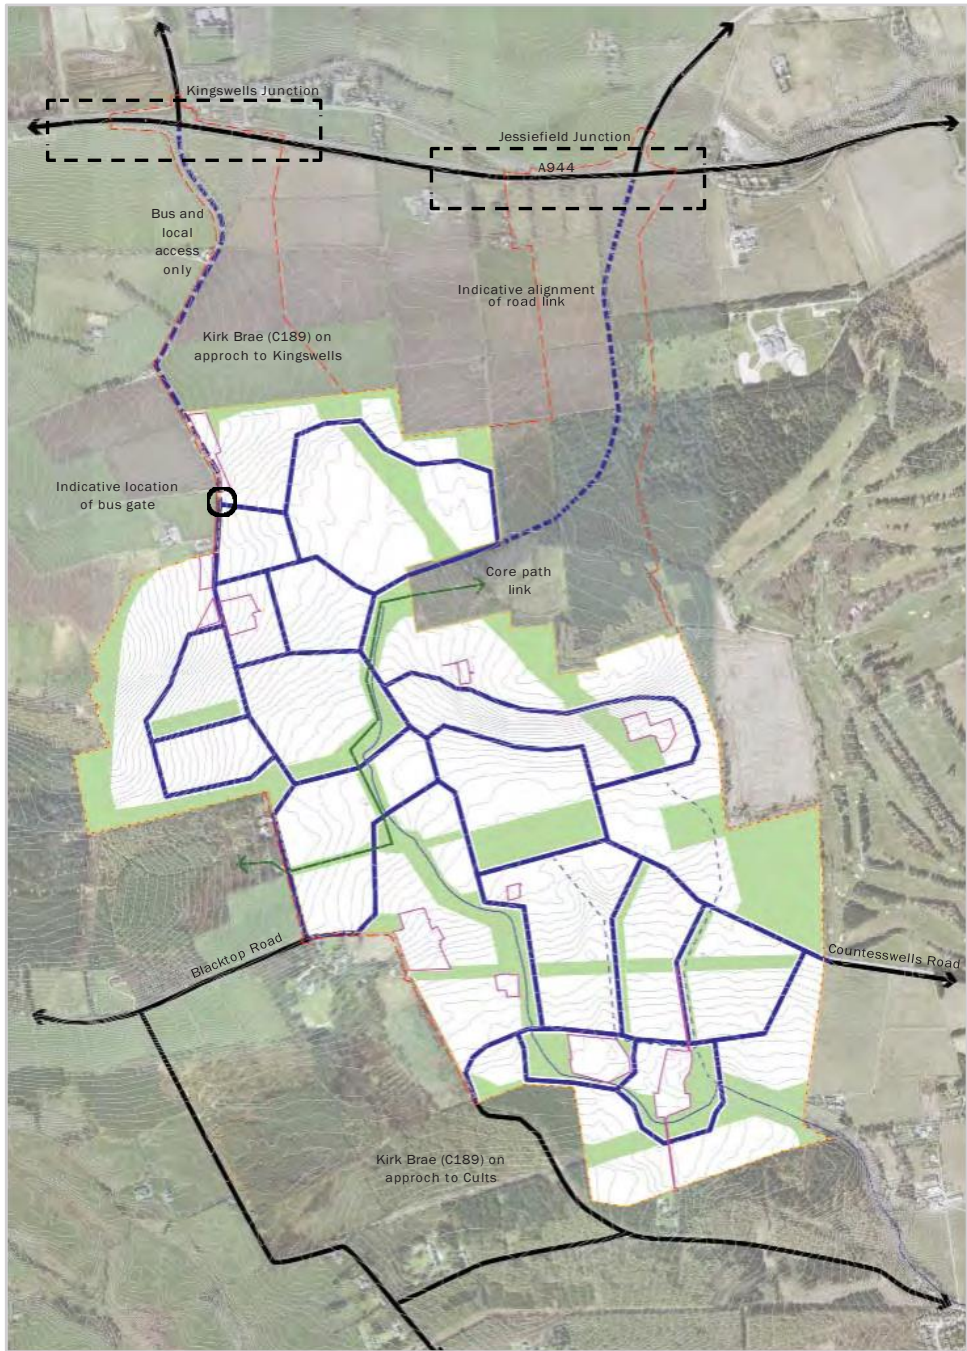 Kingswells Junction
Jessiefield Junction
A944
Bus and
local
access
only
Indicative alignment
of road link
Kirk Brae (C189) on
approch to Kingswells
Indicative location
of bus gate
Core path
link
Blacktop Road
Countesswells Road
Kirk Brae (C189) on
approch to Cults